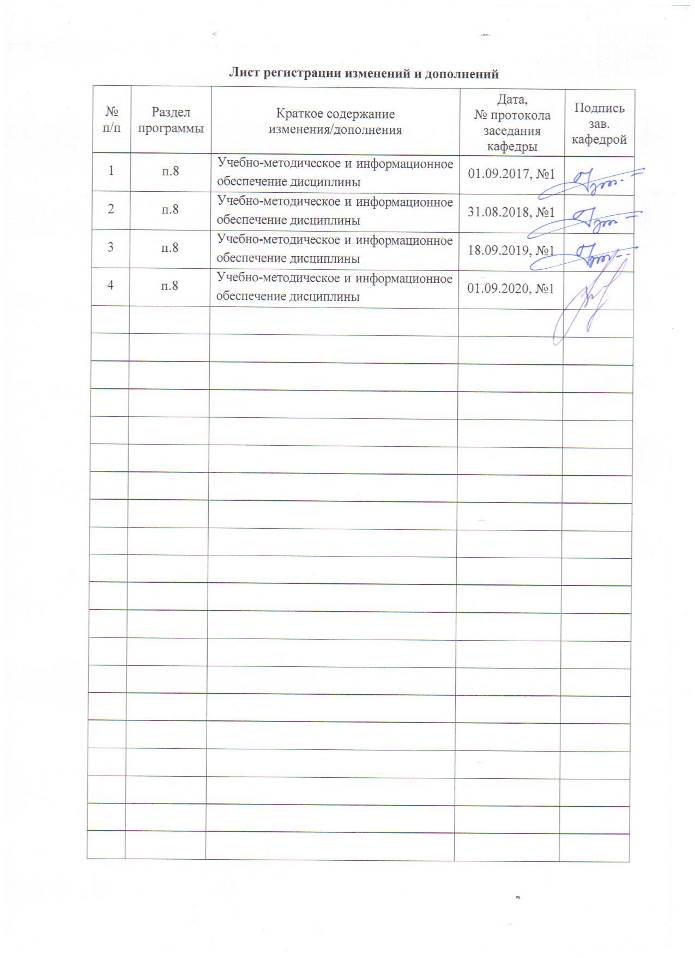 Лист регистрации изменений и дополнений
№
п/п
Раздел
программы
Краткое содержание
изменения/дополнения
Дата,
№ протокола
заседания
кафедры
Подпись
зав.
кафедрой
1
п.8
Учебно-методическое и информационное
обеспечение дисциплины
01.09.2017, №1
2
п.8
Учебно-методическое и информационное
обеспечение дисциплины
31.08.2018, №1
3
п.8
Учебно-методическое и информационное
обеспечение дисциплины
18.09.2019, №1
4
п.8
Учебно-методическое и информационное
обеспечение дисциплины
01.09.2020, №1